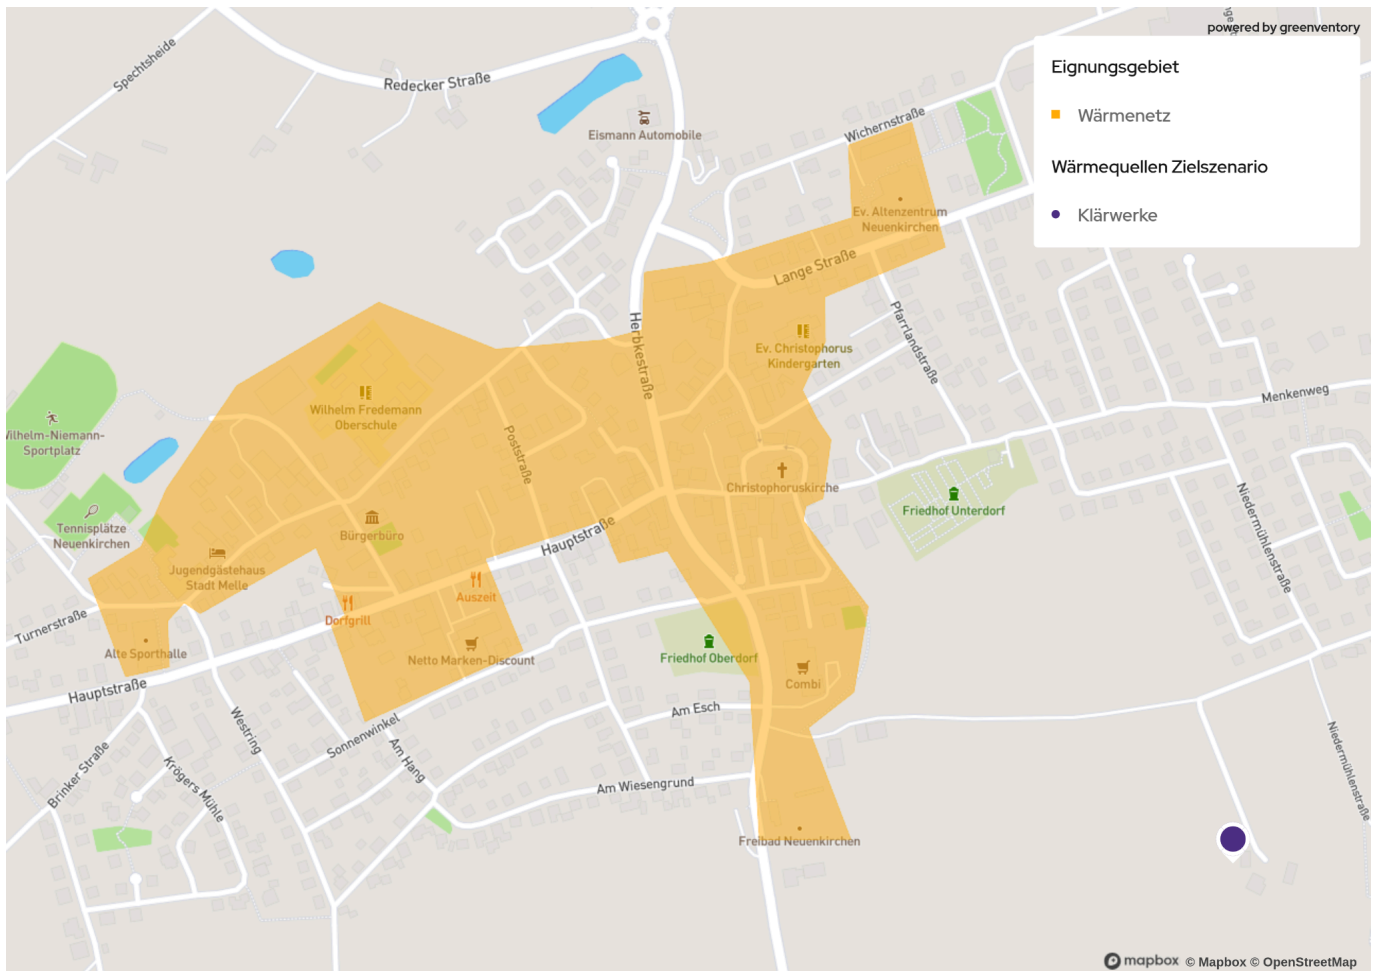 powered by greenventory
Eignungsgebiet
Wärmenetz
Wärmequellen Zielszenario
Klärwerke
Spechtsheide
Redecker Straße
Eismann Automobile
Wichernstraße
Ev. Altenzentrum
Neuenkirchen
Lange Straße
Herbkestraße
Pfarrlandstraße
Ev. Christophorus
Kindergarten
Menkenweg
Wilhelm Fredemann
Oberschule
Wilhelm-Niemann-
Sportplatz
Poststraße
Christophoruskirche
Friedhof Unterdorf
Niedermühlenstraße
Tennisplätze
Neuenkirchen
Bürgerbüro
Hauptstraße
Jugendgästehaus
Stadt Melle
Auszeit
Dorfgrill
Turnerstraße
Alte Sporthalle
Netto Marken-Discount
Friedhof Oberdorf
Combi
Hauptstraße
Westring
Sonnenwinkel
Am Esch
Am Hang
Brinker Straße
Krögers Mühle
Am Wiesengrund
Niedermühlenstraße
Freibad Neuenkirchen
mapbox © Mapbox © OpenStreetMap